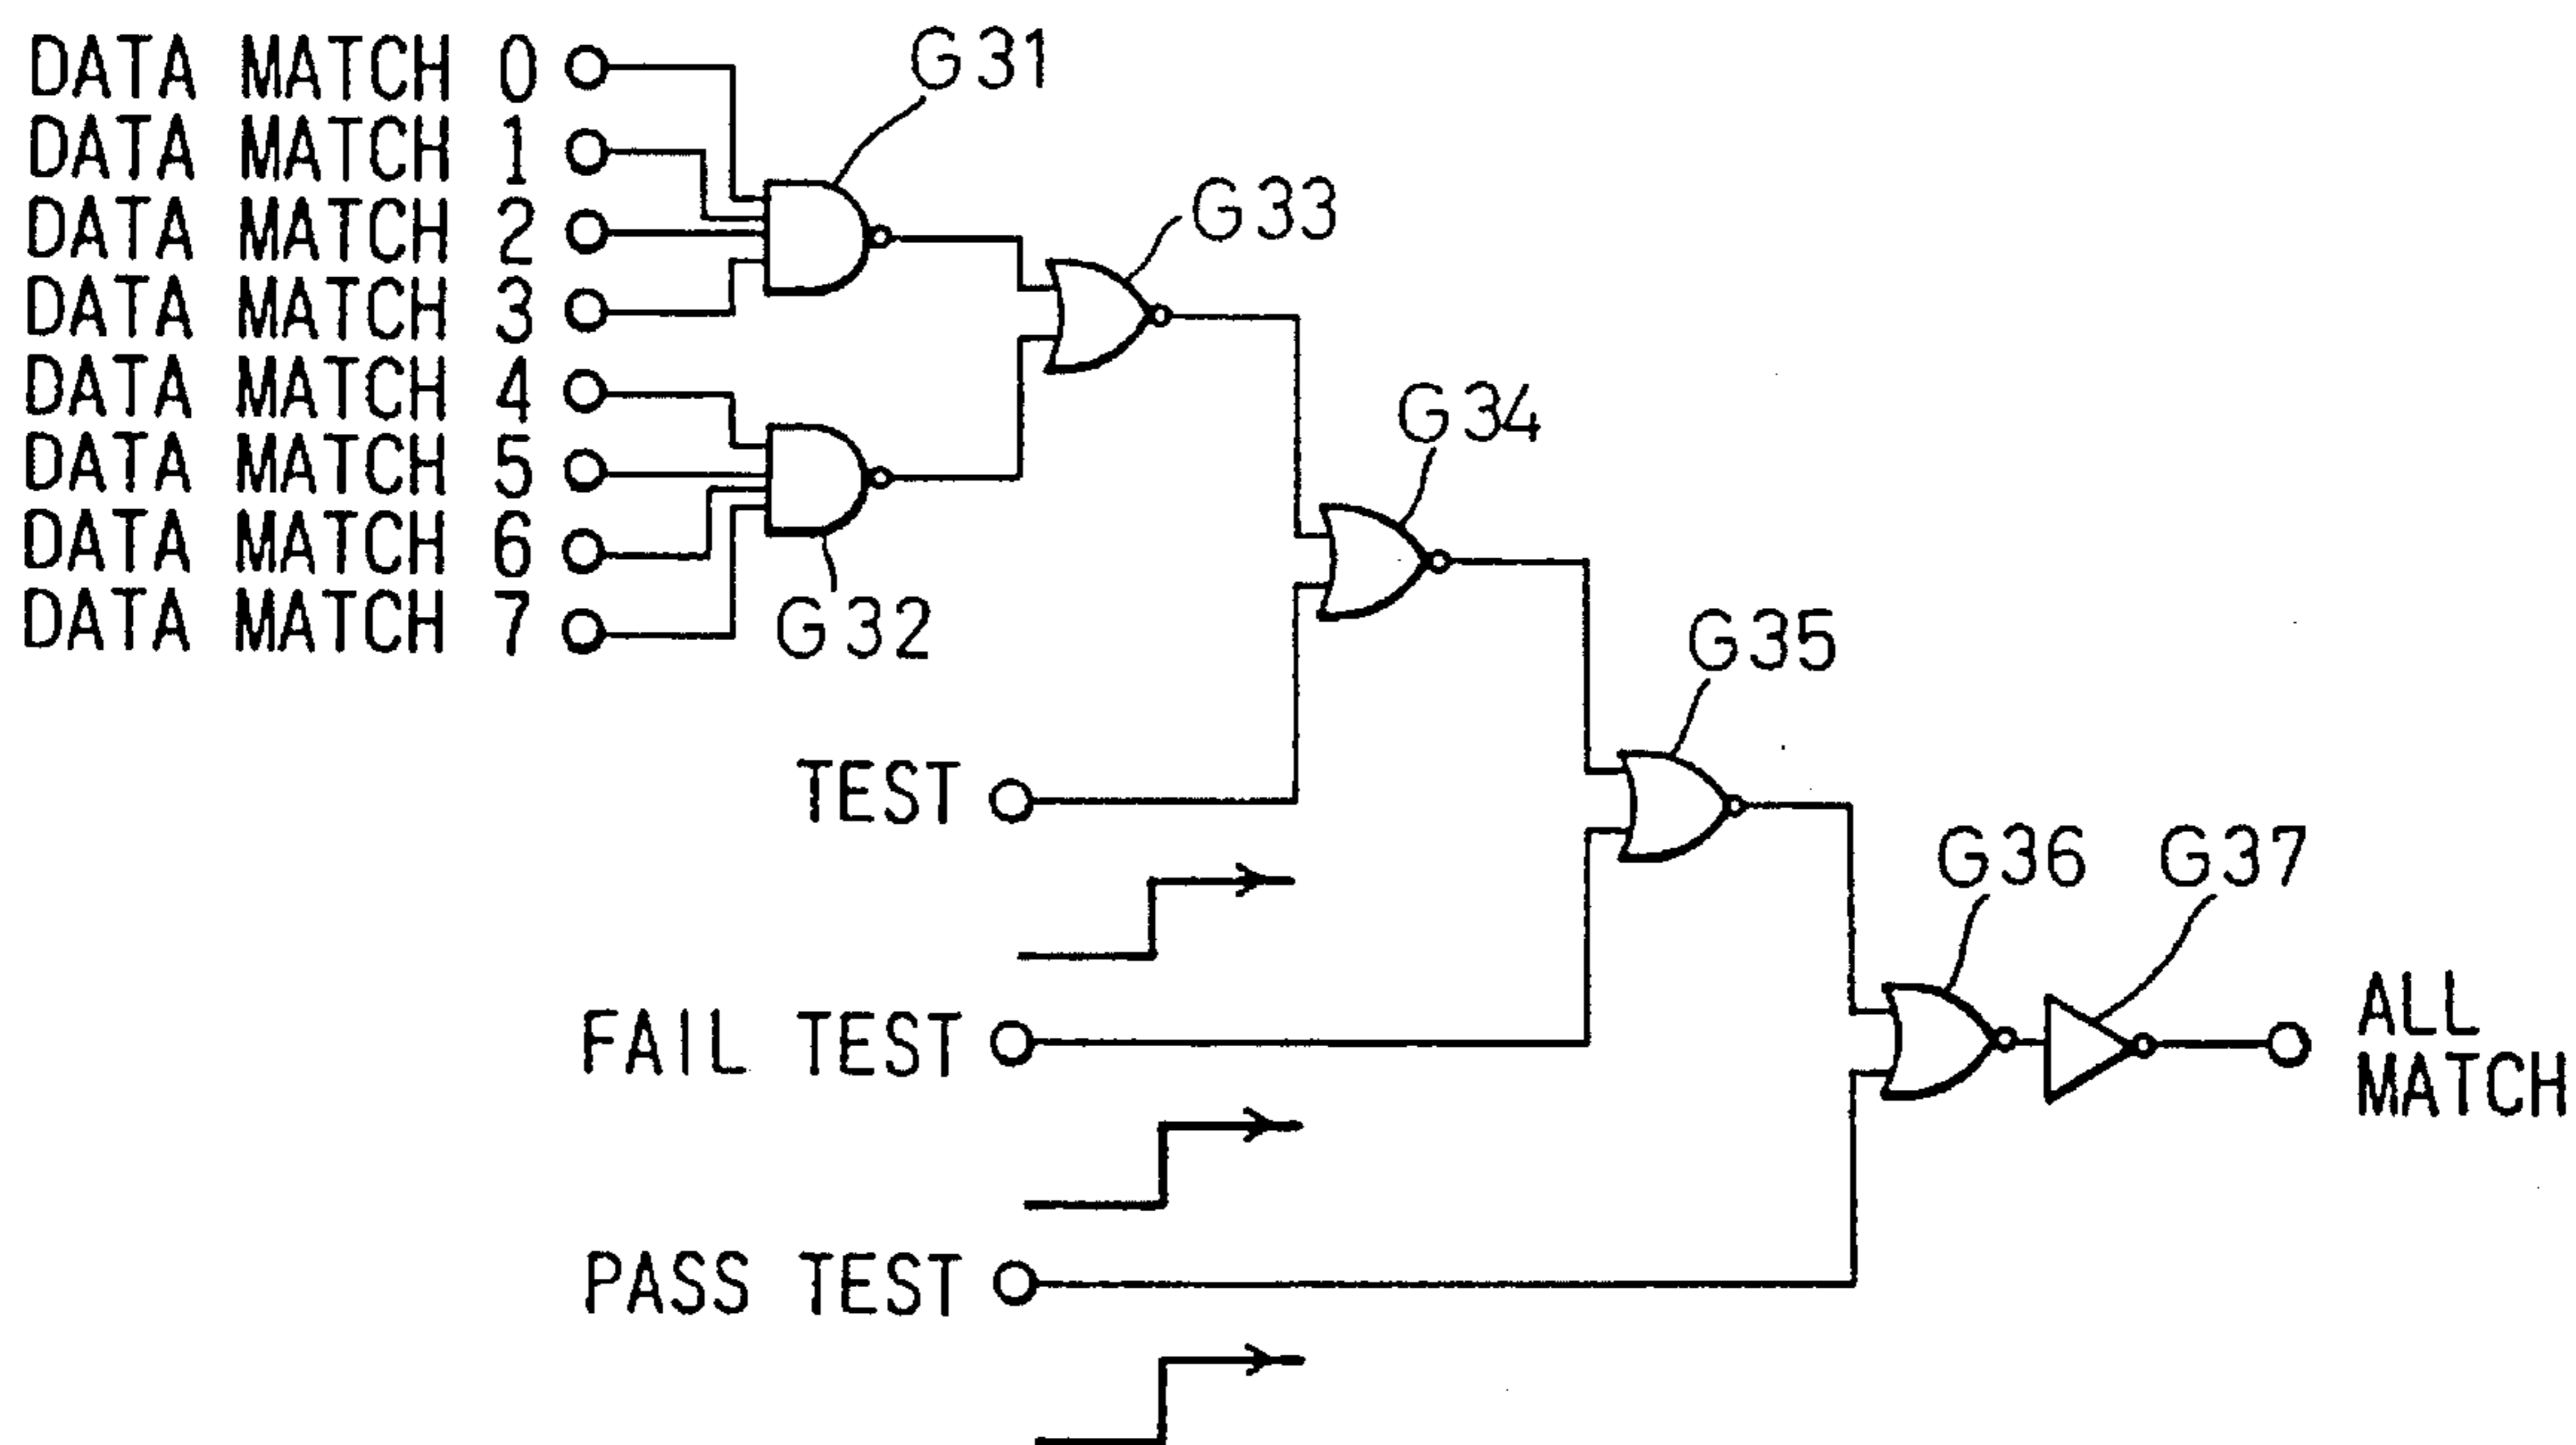 DATA MATCH 0
DATA MATCH 1
DATA MATCH 2
DATA MATCH 3
DATA MATCH 4
DATA MATCH 5
DATA MATCH 6
DATA MATCH 7
G31
G32
G33
G34
TEST
G35
FAIL TEST
G36
G37
PASS TEST
ALL
MATCH